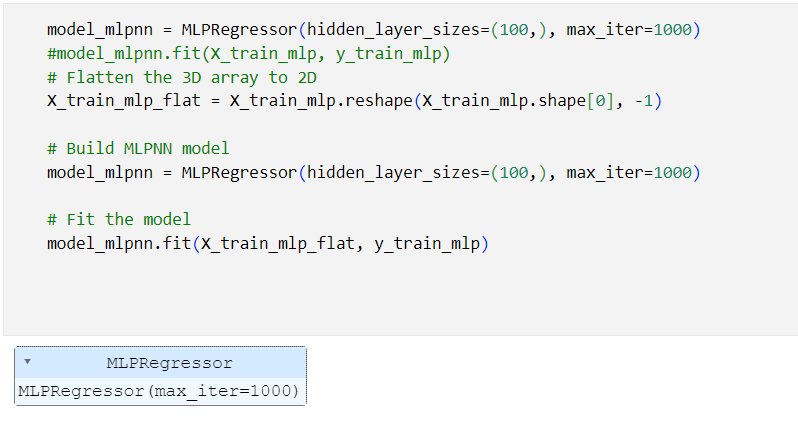 model_mlpnn = MLPRegressor(hidden_layer_sizes=(100,), max_iter=1000)
#model_mlpnn.fit(X_train_mlp, y_train_mlp)
# Flatten the 3D array to 2D
X_train_mlp_flat = X_train_mlp.reshape(X_train_mlp.shape[0], -1)
# Build MLPNN model
model_mlpnn = MLPRegressor(hidden_layer_sizes=(100,), max_iter=1000)
# Fit the model
model_mlpnn.fit(X_train_mlp_flat, y_train_mlp)
MLPRegressor
MLPRegressor(max_iter=1000)